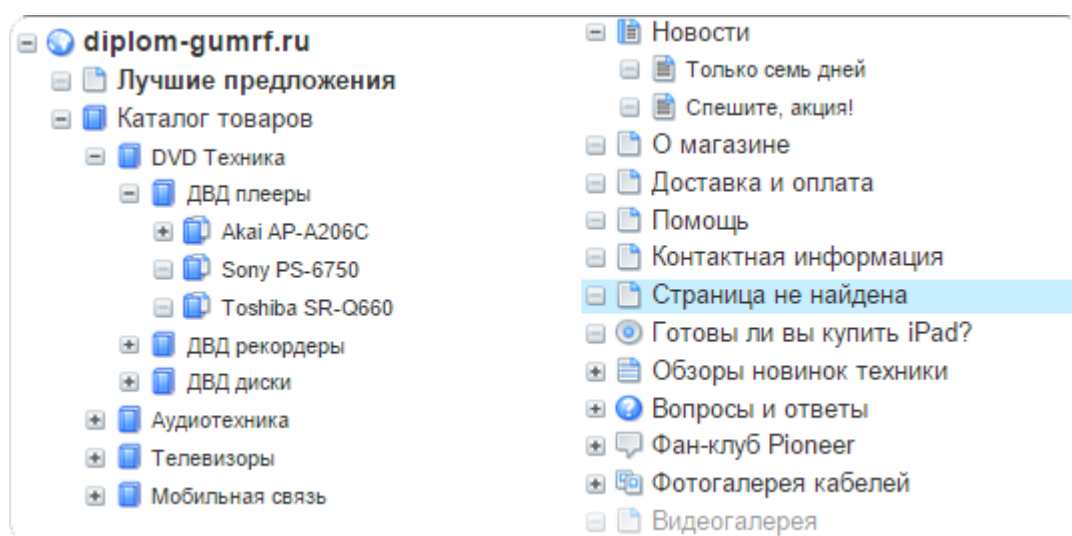 diplom-gumrf.ru
Лучшие предложения
Каталог товаров
DVD Техника
ДВД плееры
Akai AP-A206C
Sony PS-6750
Toshiba SR-Q660
ДВД рекордеры
ДВД диски
Аудиотехника
Телевизоры
Мобильная связь
Новости
Только семь дней
Спешите, акция!
О магазине
Доставка и оплата
Помощь
Контактная информация
Страница не найдена
Готовы ли вы купить iPad?
Обзоры новинок техники
Вопросы и ответы
Фан-клуб Pioneer
Фотогалерея кабелей
Видеогалерея